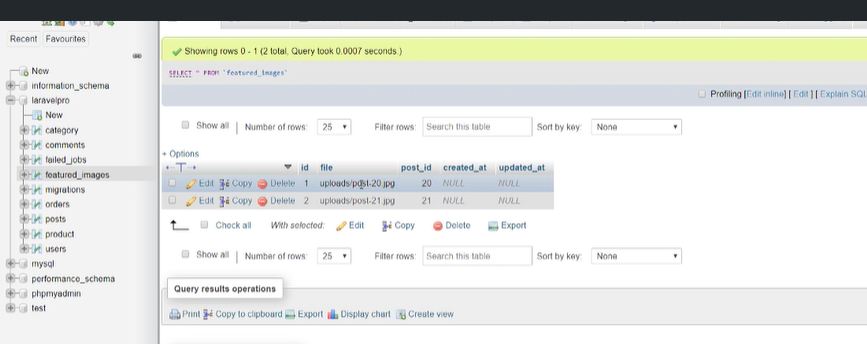 Recent Favourites
New
information_schema
laravelpro
New
category
comments
failed_jobs
featured_images
migrations
orders
posts
product
users
mysql
performance_schema
phpmyadmin
test
Showing rows 0 - 1 (2 total, Query took 0.0007 seconds.)
SELECT * FROM `featured_images`
Profiling [Edit inline] [ Edit ] [ Explain SQL
Show all | Number of rows: 25 Filter rows: Search this table Sort by key: None
+ Options
id file post_id created_at updated_at
Edit Copy Delete 1 uploads/post-20.jpg 20 NULL NULL
Edit Copy Delete 2 uploads/post-21.jpg 21 NULL NULL
Check all With selected: Edit Copy Delete Export
Show all | Number of rows: 25 Filter rows: Search this table Sort by key: None
Query results operations
Print Copy to clipboard Export Display chart Create view